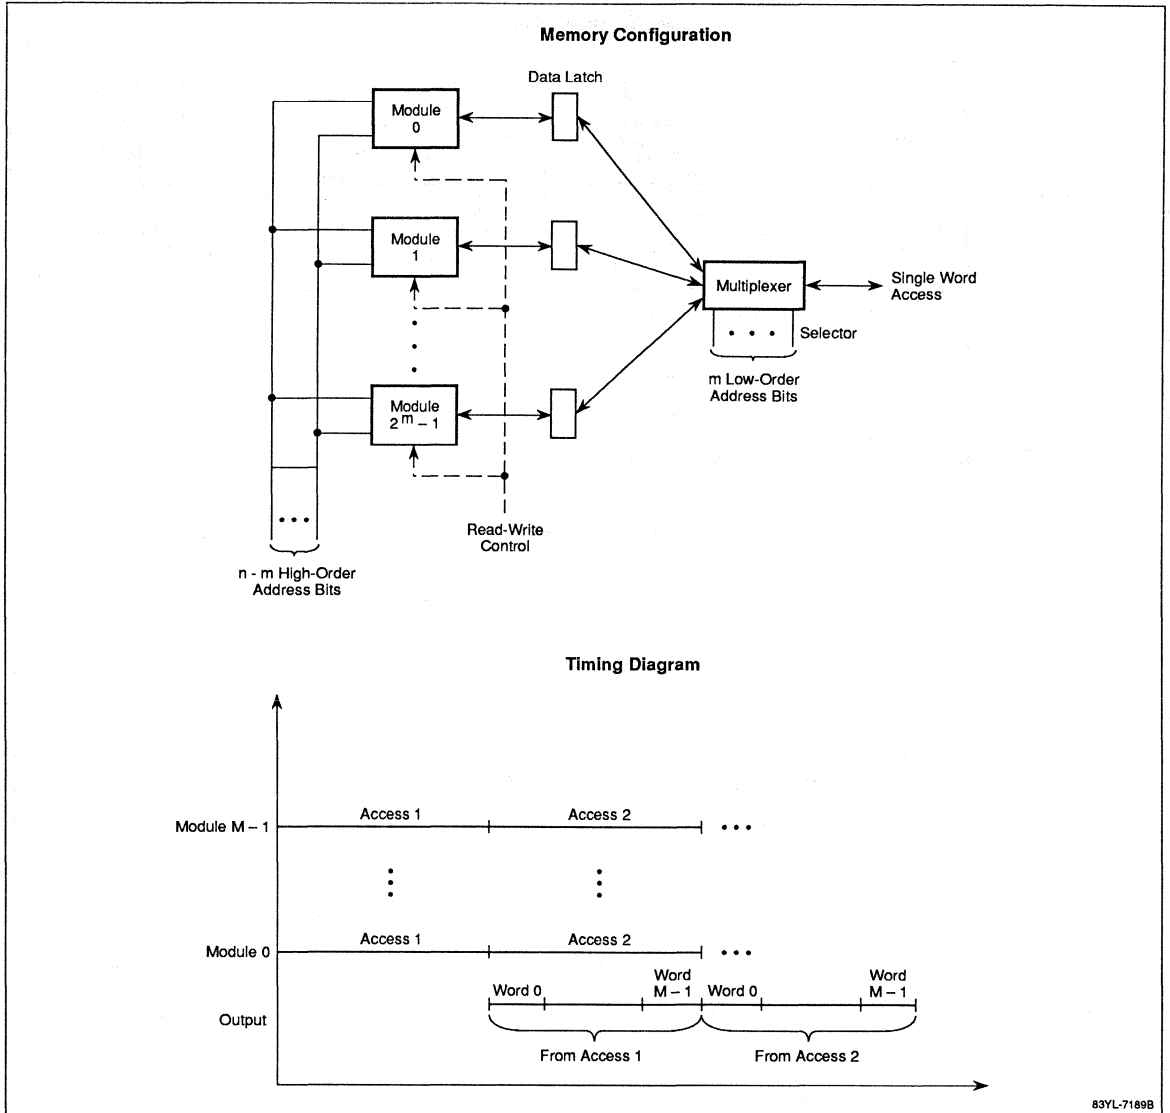 Memory Configuration
Data Latch
Module
0
Module
1
Multiplexer
Single Word
Access
Selector
m Low-Order
Address Bits
Module
2^m – 1
Read-Write
Control
n - m High-Order
Address Bits
Timing Diagram
Module M – 1
Access 1
Access 2
Module 0
Access 1
Access 2
Output
Word 0
Word
M – 1
Word 0
Word
M – 1
From Access 1
From Access 2
83YL-7189B